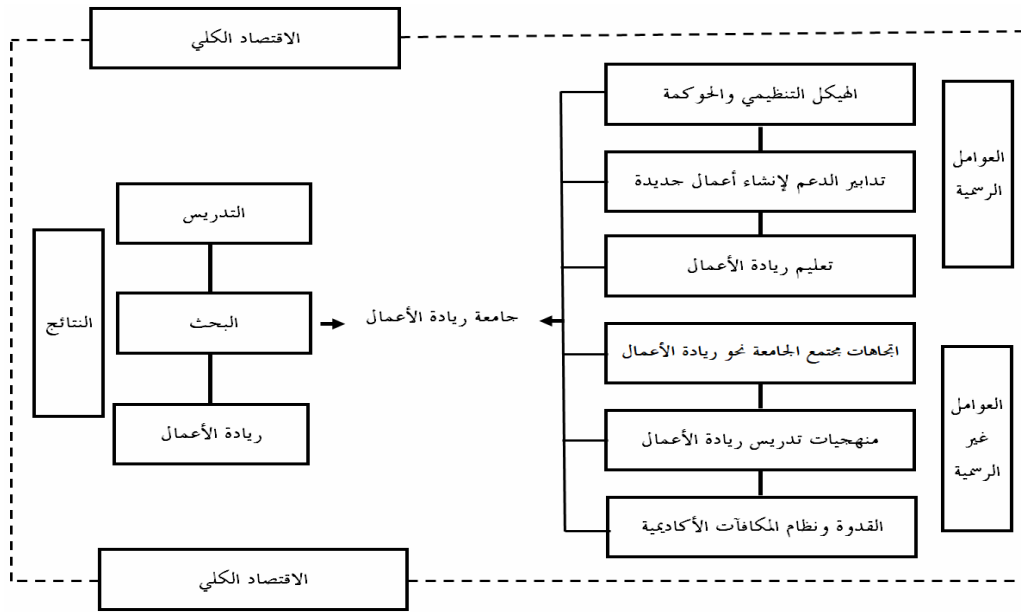 الاقتصاد الكلي
الهيكل التنظيمي والحوكمة
تدابير الدعم لإنشاء أعمال جديدة
تعليم ريادة الأعمال
العوامل
الرسمية
اتجاهات مجتمع الجامعة نحو ريادة الأعمال
منهجيات تدريس ريادة الأعمال
القدوة ونظام المكافآت الأكاديمية
العوامل
غير
الرسمية
جامعة ريادة الأعمال
التدريس
البحث
ريادة الأعمال
النتائج
الاقتصاد الكلي